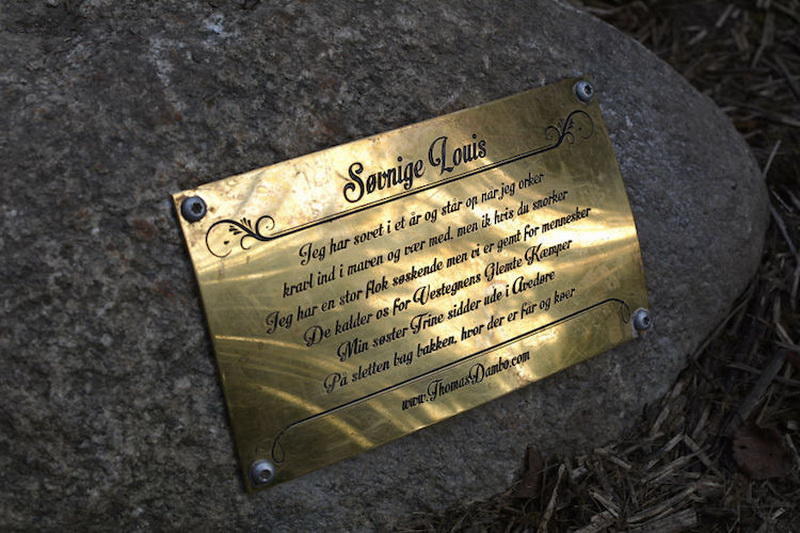 Søvnige Louis
Jeg har sovet i et år og står op når jeg orker
kravl ind i maven og vær med, men ik hvis du snorker
Jeg har en stor flok søskende men vi er gemt for mennesker
De kalder os for Vestegnens Glemte Kæmper
Min søster Trine sidder ude i Avedøre
På sletten bag bakken, hvor der er får og køer
www.ThomasDambo.com